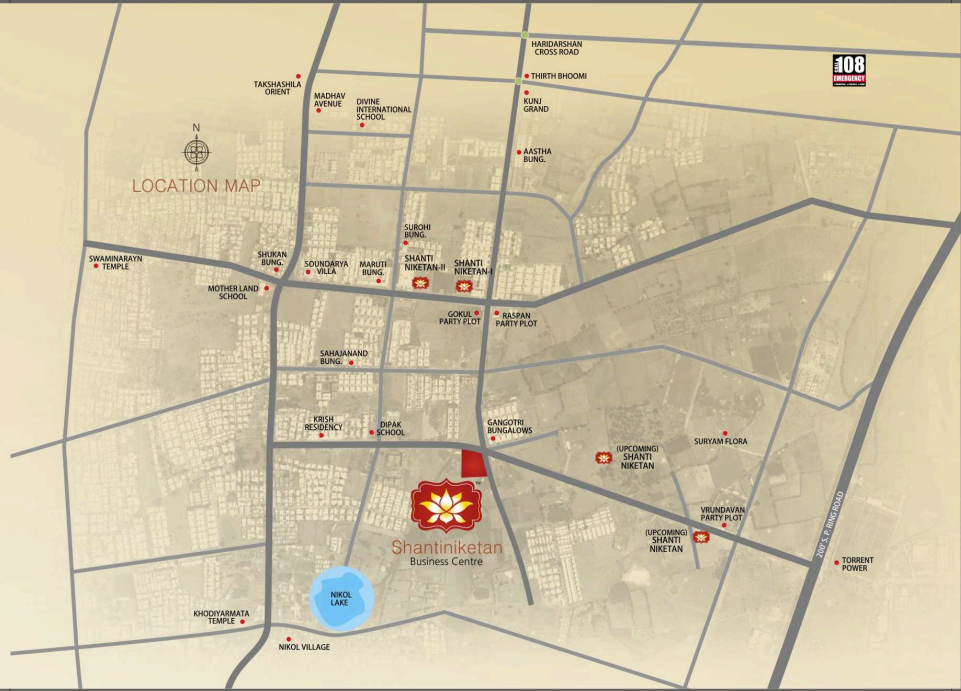 HARIDARSHAN
CROSS ROAD
108
EMERGENCY
TAKSHASHILA
ORIENT
THIRTH BHOOMI
MADHAV
AVENUE
DIVINE
INTERNATIONAL
SCHOOL
KUNJ
GRAND
N
AASTHA
BUNG.
LOCATION MAP
SUROHI
BUNG.
SWAMINARAYN
TEMPLE
SHUKAN
BUNG.
SOUNDARYA
VILLA
MARUTI
BUNG.
SHANTI
NIKETAN-II
SHANTI
NIKETAN-I
MOTHER LAND
SCHOOL
GOKUL
PARTY PLOT
RASPAN
PARTY PLOT
SAHAJANAND
BUNG.
KRISH
RESIDENCY
DIPAK
SCHOOL
GANGOTRI
BUNGALOWS
SURYAM FLORA
(UPCOMING)
SHANTI
NIKETAN
VRUNDAVAN
PARTY PLOT
200' S. P. RING ROAD
(UPCOMING)
SHANTI
NIKETAN
Shantiniketan
Business Centre
TORRENT
POWER
NIKOL
LAKE
KHODIYARMATA
TEMPLE
NIKOL VILLAGE